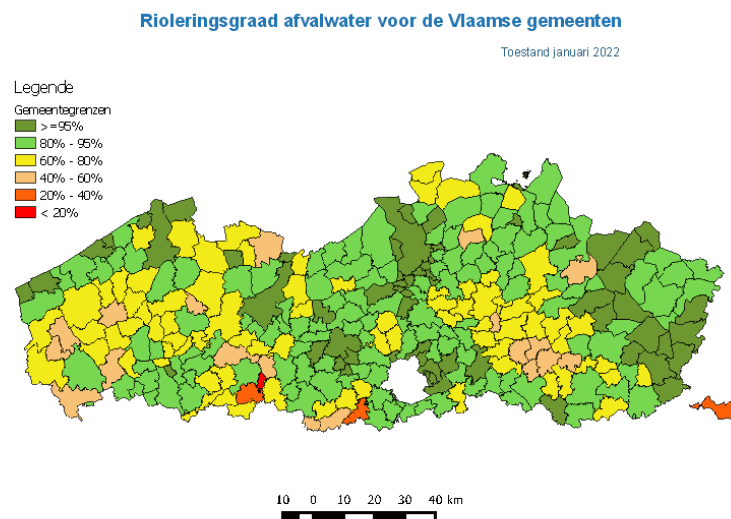 Rioleringsgraad afvalwater voor de Vlaamse gemeenten
Toestand januari 2022
Legende
Gemeentegrenzen
>=95%
80% - 95%
60% - 80%
40% - 60%
20% - 40%
< 20%
10 0 10 20 30 40 km